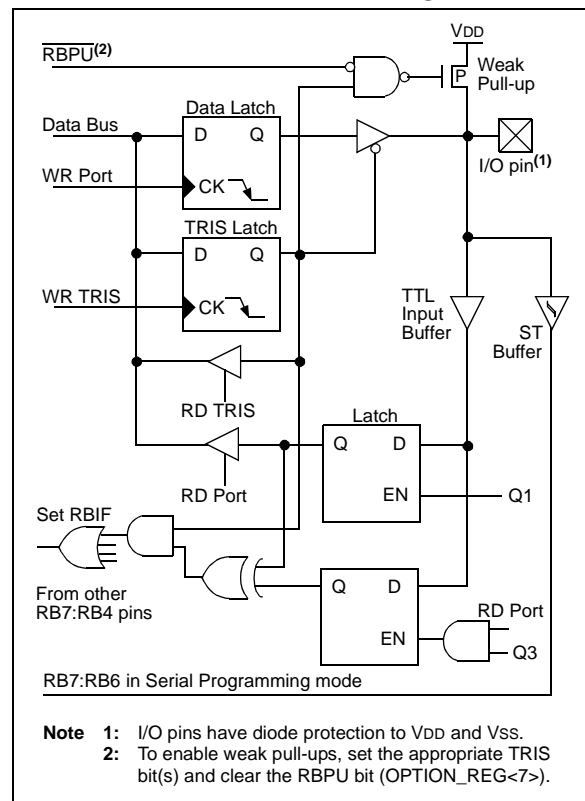 VDD
RBPU(2)
Weak
Pull-up
P
Data Latch
Data Bus
D Q
I/O pin(1)
WR Port
CK
TRIS Latch
D Q
WR TRIS
CK
TTL
Input
Buffer
ST
Buffer
RD TRIS
Latch
Q D
RD Port
EN
Q1
Set RBIF
From other
RB7:RB4 pins
Q D
RD Port
EN
Q3
RB7:RB6 in Serial Programming mode
Note 1: I/O pins have diode protection to VDD and VSS.
2: To enable weak pull-ups, set the appropriate TRIS
bit(s) and clear the RBPU bit (OPTION_REG<7>).